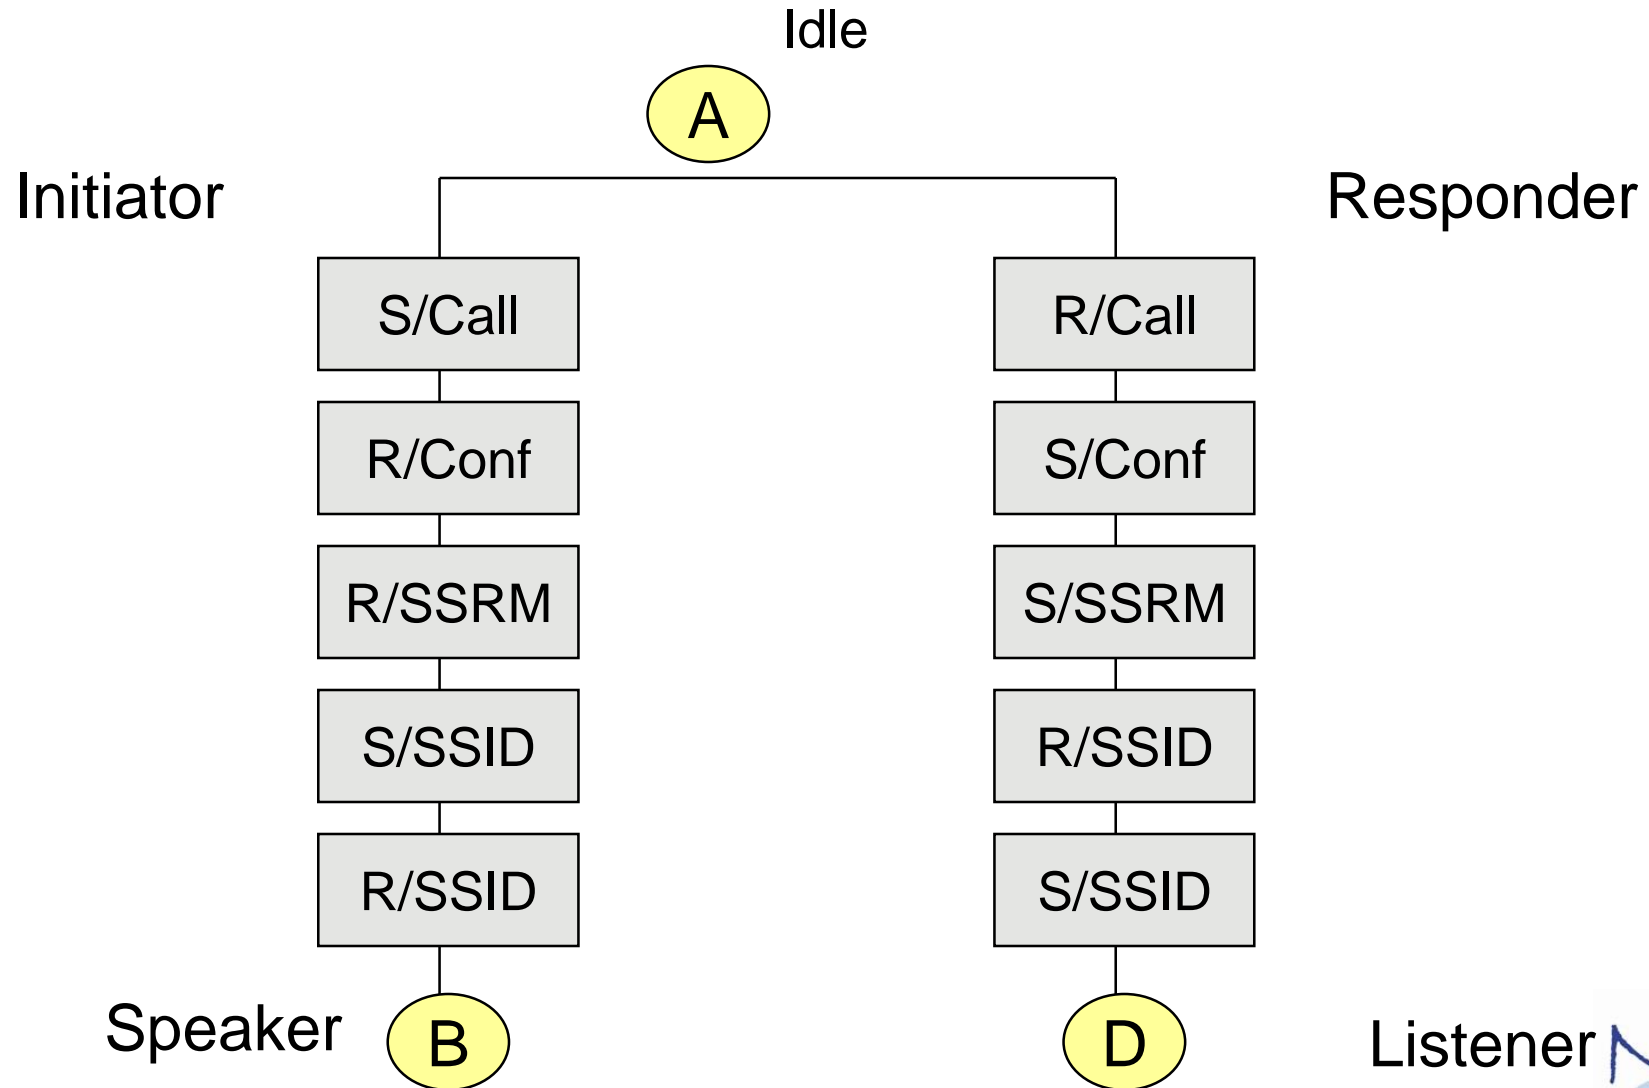 Idle
A
Initiator
Responder
S/Call
R/Call
R/Conf
S/Conf
R/SSRM
S/SSRM
S/SSID
R/SSID
R/SSID
S/SSID
Speaker
B
D
Listener